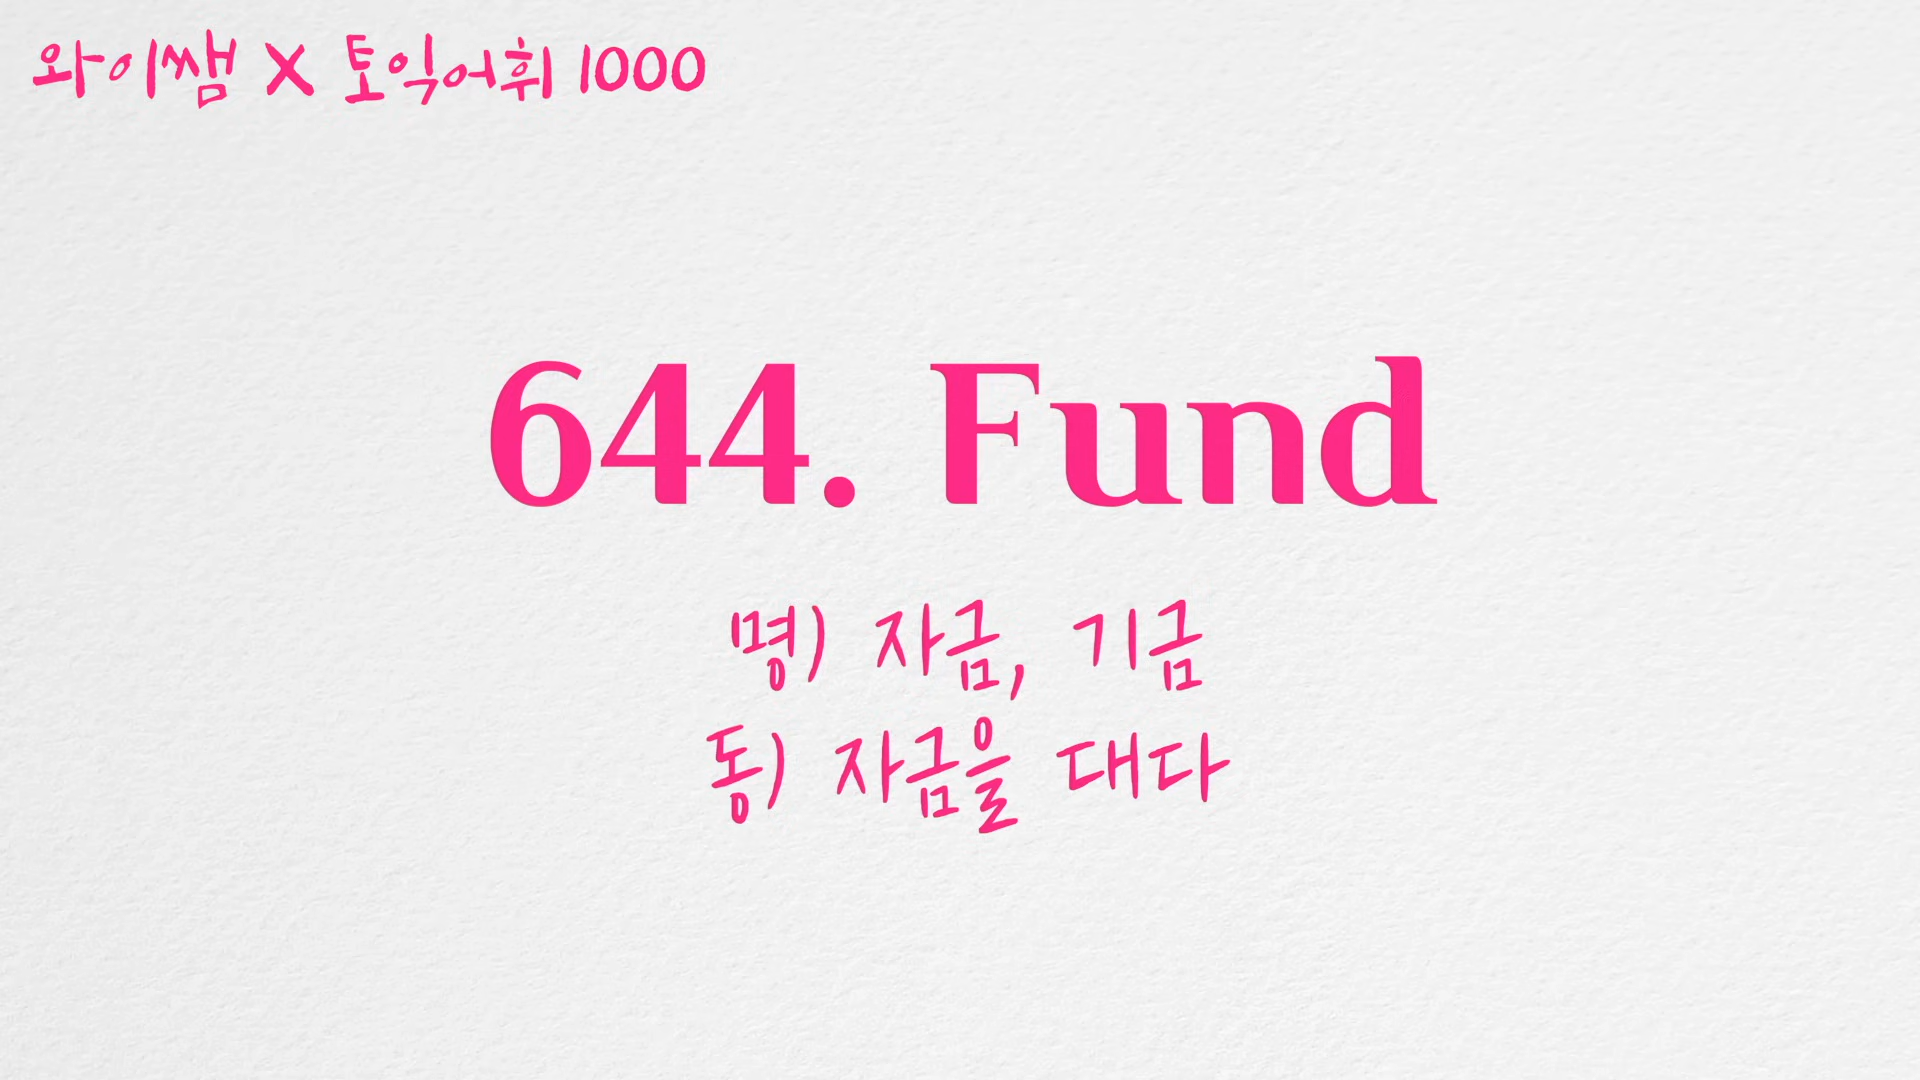 와이쌤 X 토익어휘 1000
644. Fund
명) 자금, 기금
동) 자금을 대다